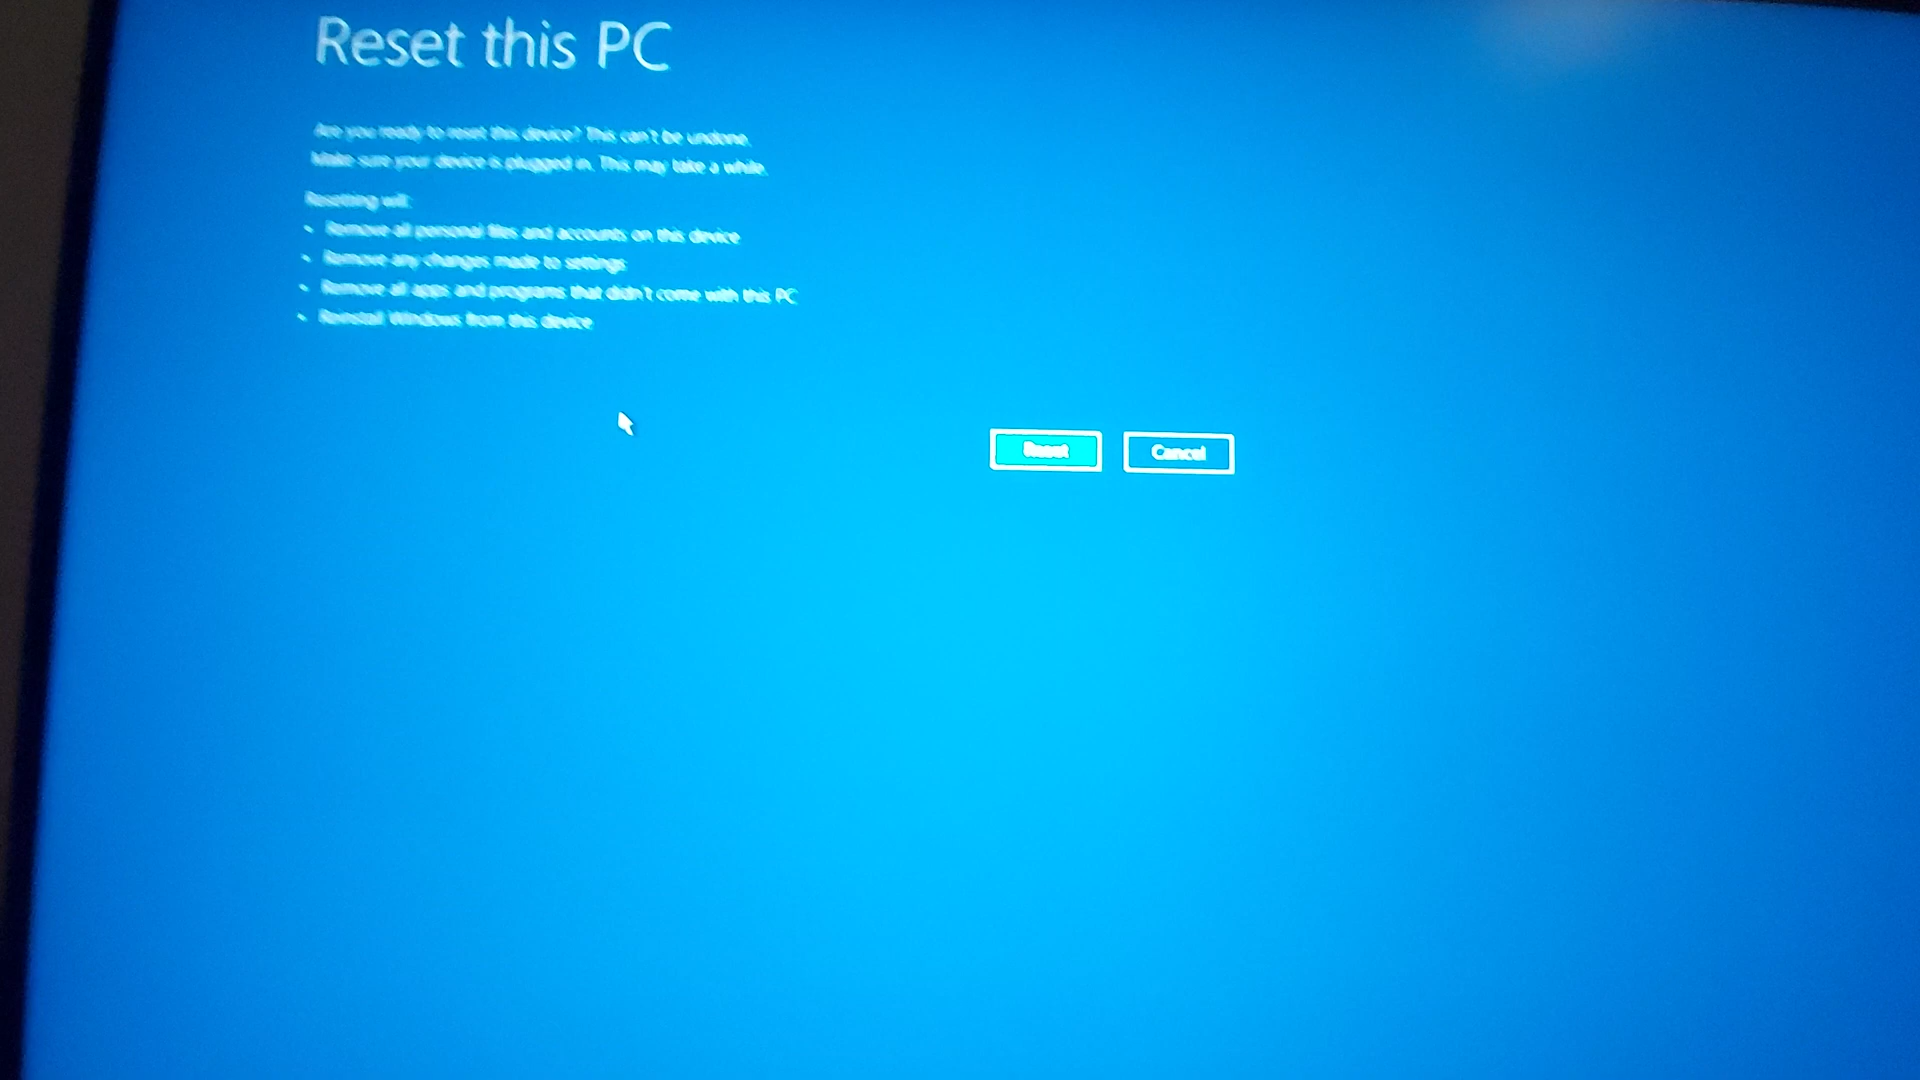 Reset this PC
Are you ready to reset this device? This can't be undone.
Make sure your device is plugged in. This may take a while.
Resetting will:
• Remove all personal files and accounts on this device
• Remove any changes made to settings
• Remove all apps and programs that didn't come with this PC
• Reinstall Windows from this device
Reset Cancel